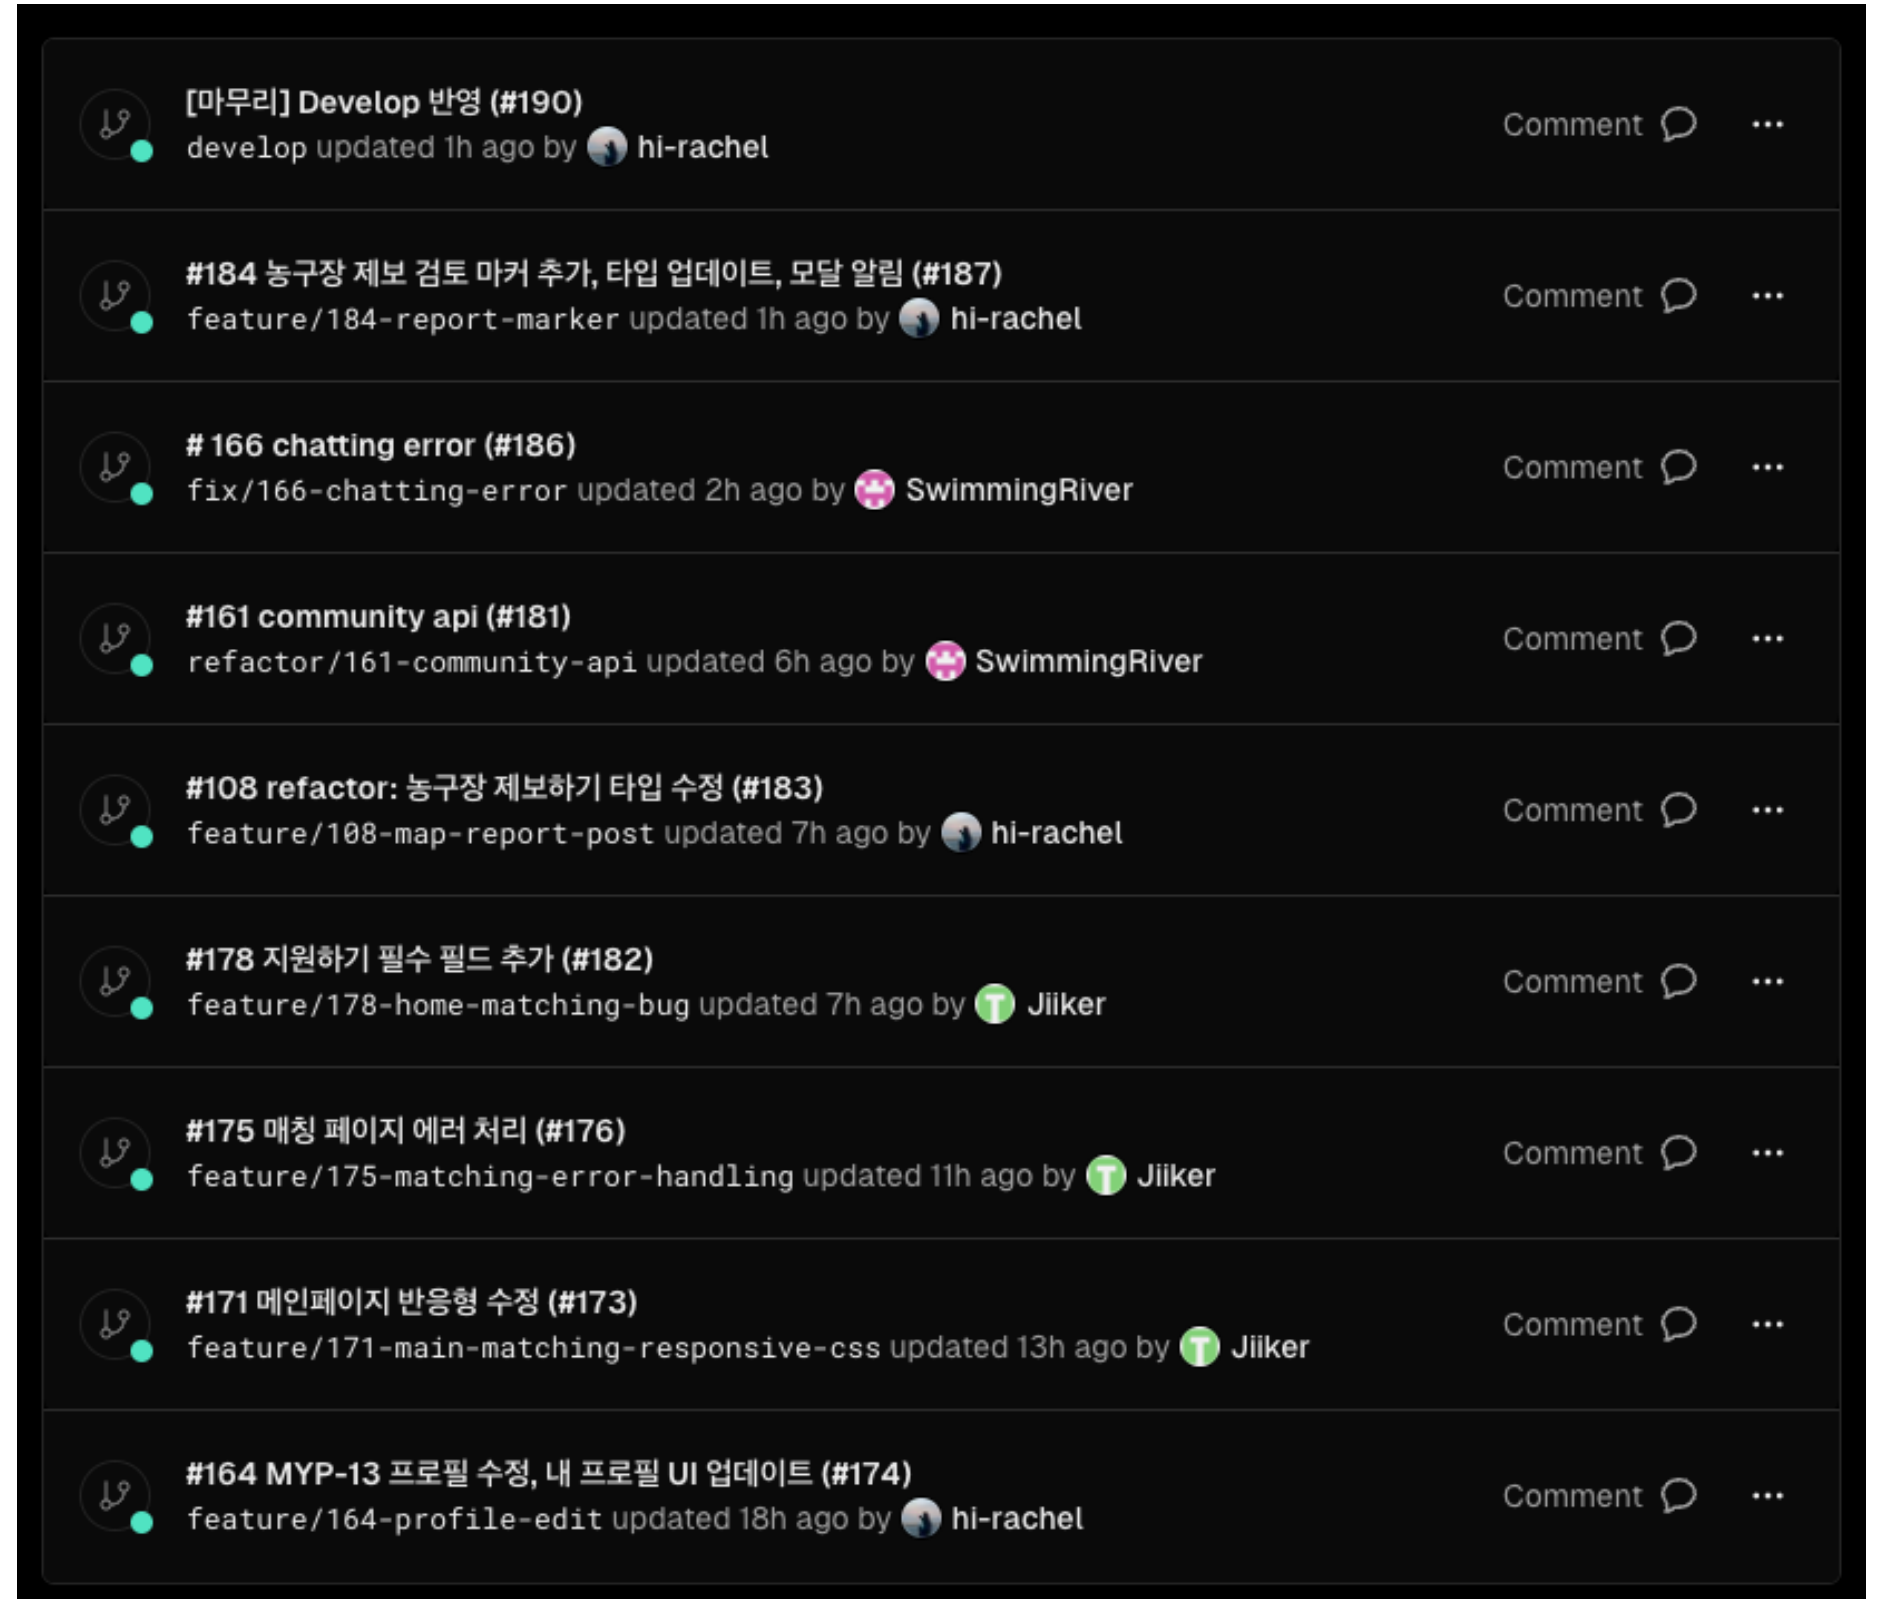 [마무리] Develop 반영 (#190)
Comment
develop updated 1h ago by hi-rachel
#184 농구장 제보 검토 마커 추가, 타입 업데이트, 모달 알림 (#187)
Comment
feature/184-report-marker updated 1h ago by hi-rachel
# 166 chatting error (#186)
Comment
fix/166-chatting-error updated 2h ago by SwimmingRiver
#161 community api (#181)
Comment
refactor/161-community-api updated 6h ago by SwimmingRiver
#108 refactor: 농구장 제보하기 타입 수정 (#183)
Comment
feature/108-map-report-post updated 7h ago by hi-rachel
#178 지원하기 필수 필드 추가 (#182)
Comment
feature/178-home-matching-bug updated 7h ago by Jiiker
#175 매칭 페이지 에러 처리 (#176)
Comment
feature/175-matching-error-handling updated 11h ago by Jiiker
#171 메인페이지 반응형 수정 (#173)
Comment
feature/171-main-matching-responsive-css updated 13h ago by Jiiker
#164 MYP-13 프로필 수정, 내 프로필 UI 업데이트 (#174)
Comment
feature/164-profile-edit updated 18h ago by hi-rachel